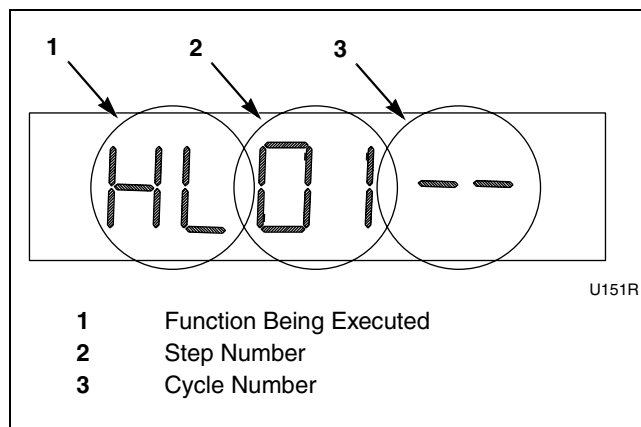 1 2 3
HL01--
U151R
1 Function Being Executed
2 Step Number
3 Cycle Number